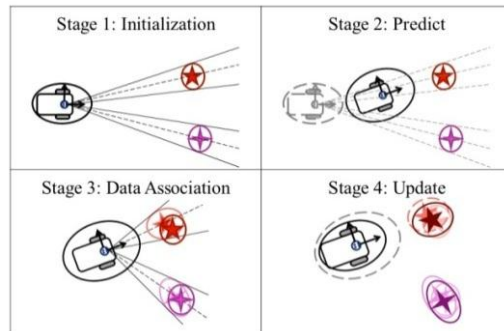 Stage 1: Initialization
Stage 2: Predict
Stage 3: Data Association
Stage 4: Update